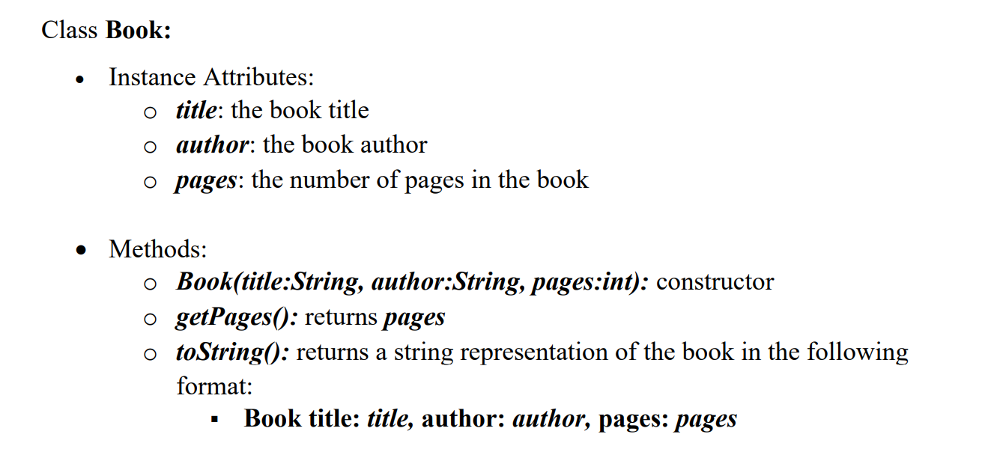 Class Book:
• Instance Attributes:
o title: the book title
o author: the book author
o pages: the number of pages in the book
• Methods:
o Book(title:String, author:String, pages:int): constructor
o getPages(): returns pages
o toString(): returns a string representation of the book in the following
format:
▪ Book title: title, author: author, pages: pages